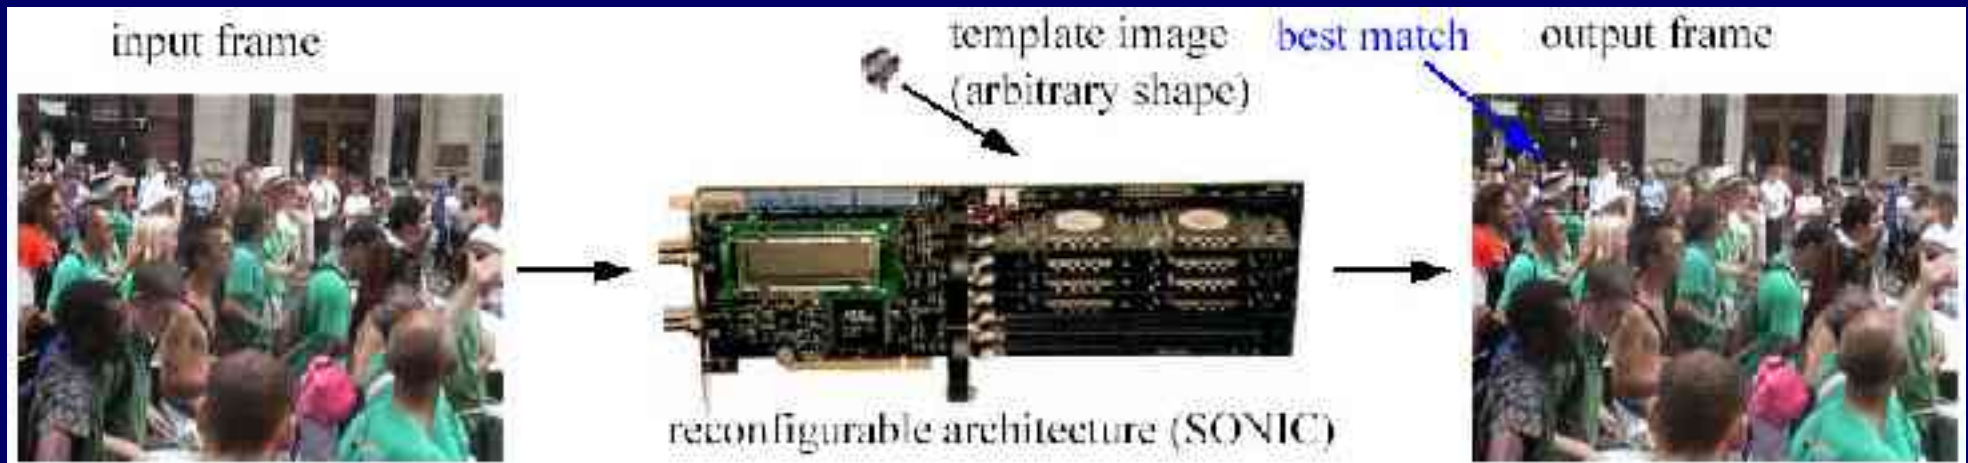 input frame
template image
(arbitrary shape)
best match
output frame
reconfigurable architecture (SONIC)